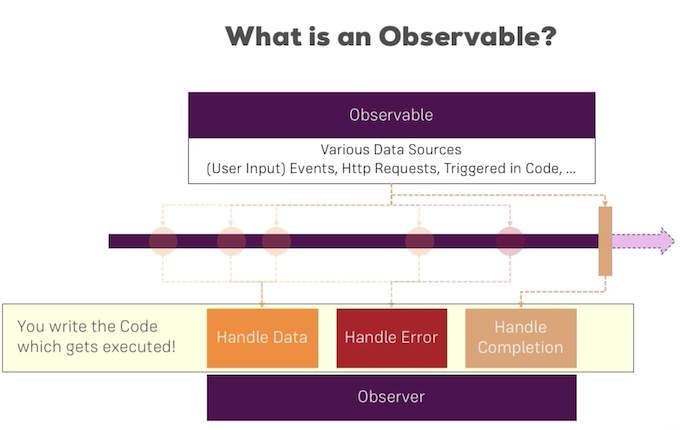 What is an Observable?
Observable
Various Data Sources
(User Input) Events, Http Requests, Triggered in Code, ...
You write the Code
which gets executed!
Handle Data
Handle Error
Handle
Completion
Observer